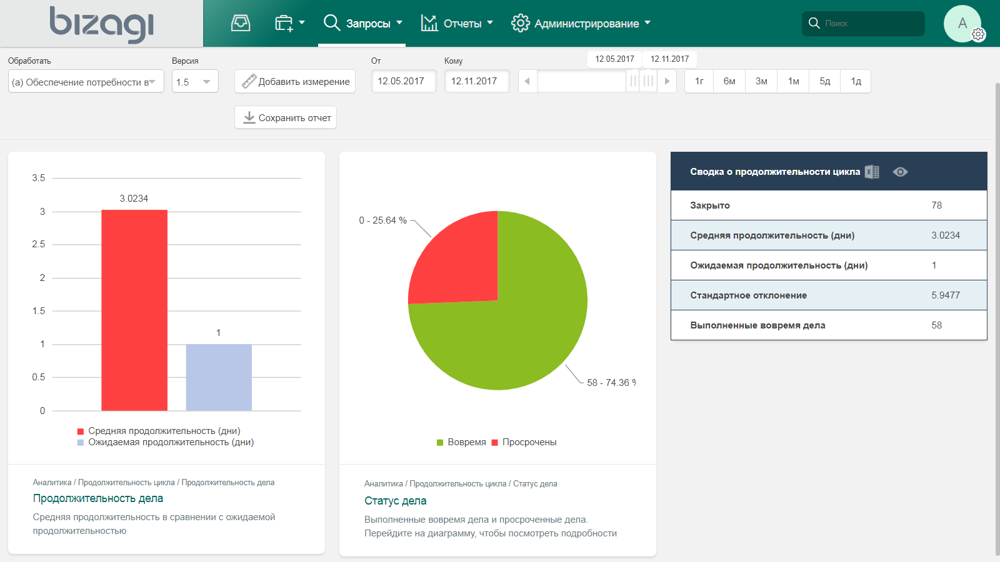 bizagi
Запросы
Отчеты
Администрирование
Поиск
A
Обработать
Версия
От
Кому
12.05.2017
12.11.2017
(a) Обеспечение потребности в
1.5
Добавить измерение
12.05.2017
12.11.2017
1г
6м
3м
1м
5д
1д
Сохранить отчет
3.5
3
2.5
2
1.5
1
0.5
0
3.0234
1
Средняя продолжительность (дни)
Ожидаемая продолжительность (дни)
Аналитика / Продолжительность цикла / Продолжительность дела
Продолжительность дела
Средняя продолжительность в сравнении с ожидаемой
продолжительностью
0 - 25.64 %
58 - 74.36 %
Вовремя
Просрочены
Аналитика / Продолжительность цикла / Статус дела
Статус дела
Выполненные вовремя дела и просроченные дела.
Перейдите на диаграмму, чтобы посмотреть подробности
Сводка о продолжительности цикла
Закрыто 78
Средняя продолжительность (дни) 3.0234
Ожидаемая продолжительность (дни) 1
Стандартное отклонение 5.9477
Выполненные вовремя дела 58